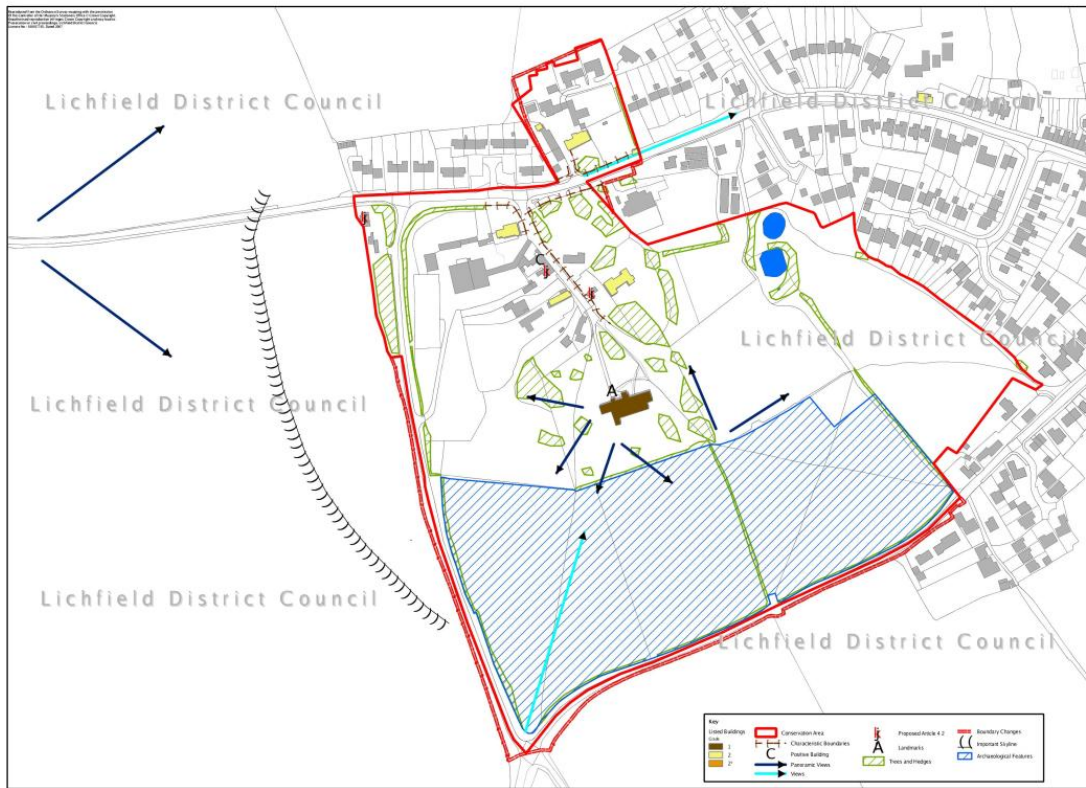 Lichfield District Council
Lichfield District Council
C
Lichfield District Council
A
Lichfield District Council
Lichfield District Council
Lichfield District Council
Key
Listed Buildings
Grade
1
2
2*
Conservation Area
Characteristic Boundaries
C
Positive Building
Panoramic Views
Views
Proposed Article 4 2
A
Landmarks
Trees and Hedges
Boundary Changes
Important Skyline
Archaeological Features